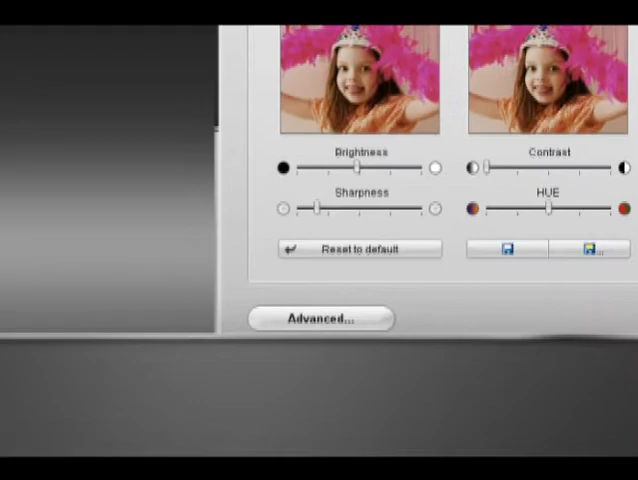 Brightness
Contrast
Sharpness
HUE
Reset to default
...
Advanced...